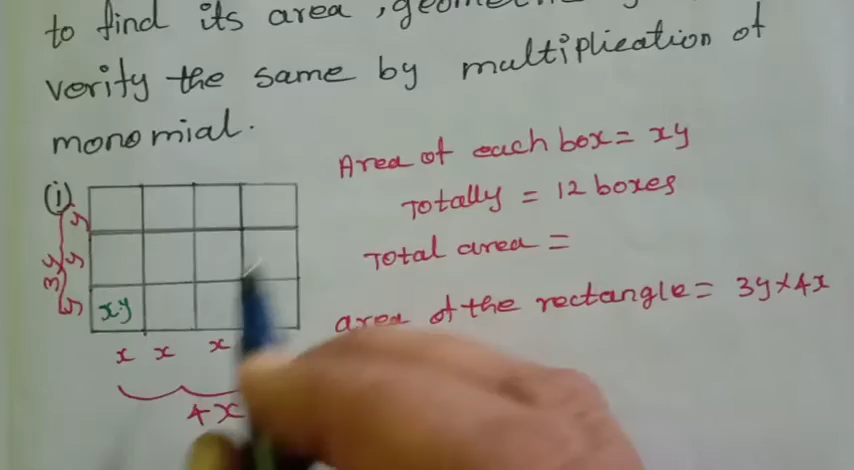 to find its area,
verify the same by multiplication of
monomial.
(i)
Area of each box = xy
Totally = 12 boxes
Total area =
area of the rectangle = 3y x 4x
y
y
y
3y
xy
x x x
4x